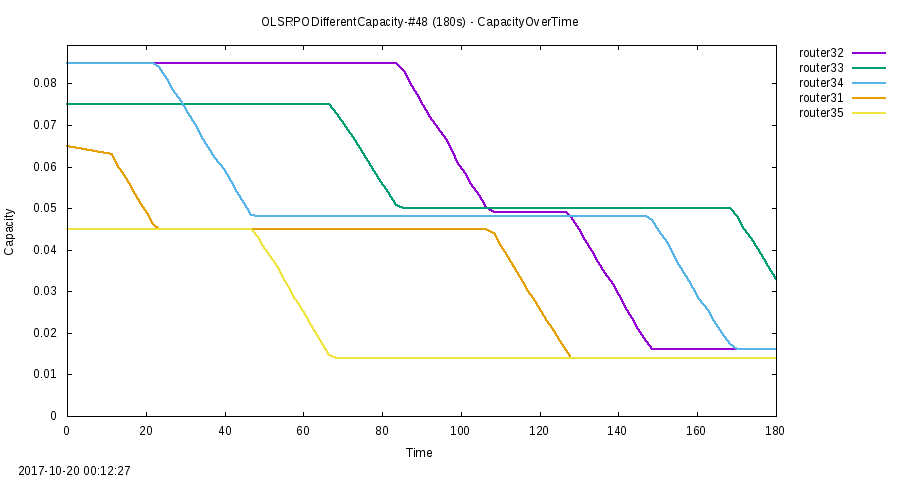 OLSRPODifferentCapacity-#48 (180s) - CapacityOverTime
router32
router33
router34
router31
router35
0.08
0.07
0.06
0.05
0.04
0.03
0.02
0.01
0
Capacity
0 20 40 60 80 100 120 140 160 180
Time
2017-10-20 00:12:27